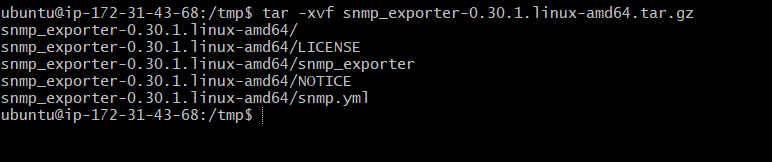 ubuntu@ip-172-31-43-68:/tmp$ tar -xvf snmp_exporter-0.30.1.linux-amd64.tar.gz
snmp_exporter-0.30.1.linux-amd64/
snmp_exporter-0.30.1.linux-amd64/LICENSE
snmp_exporter-0.30.1.linux-amd64/snmp_exporter
snmp_exporter-0.30.1.linux-amd64/NOTICE
snmp_exporter-0.30.1.linux-amd64/snmp.yml
ubuntu@ip-172-31-43-68:/tmp$